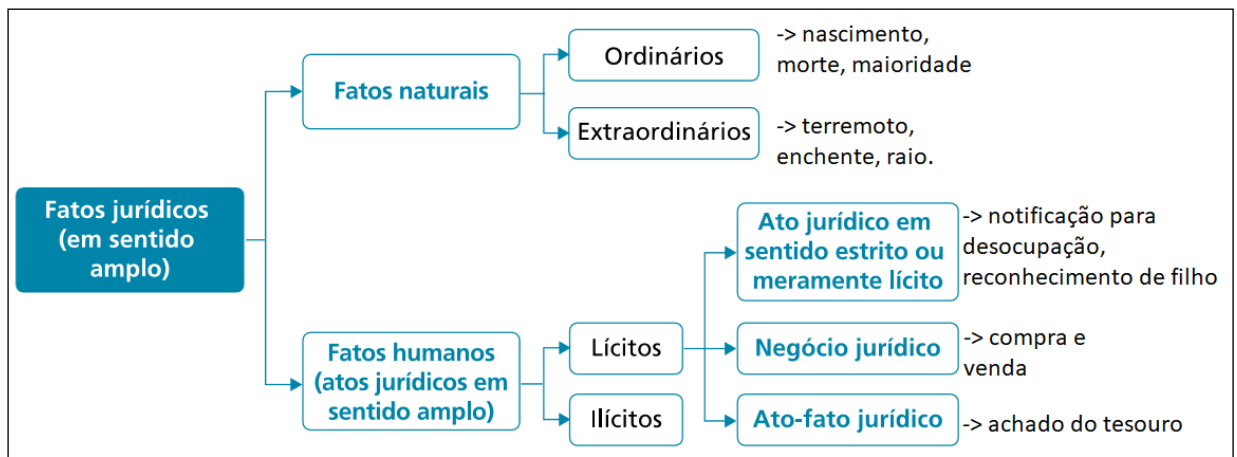 Fatos jurídicos
(em sentido
amplo)
Fatos naturais
Ordinários
-> nascimento,
morte, maioridade
Extraordinários
-> terremoto,
enchente, raio.
Fatos humanos
(atos jurídicos em
sentido amplo)
Lícitos
Ato jurídico em
sentido estrito ou
meramente lícito
-> notificação para
desocupação,
reconhecimento de filho
Negócio jurídico
-> compra e
venda
Ato-fato jurídico
-> achado do tesouro
Ilícitos